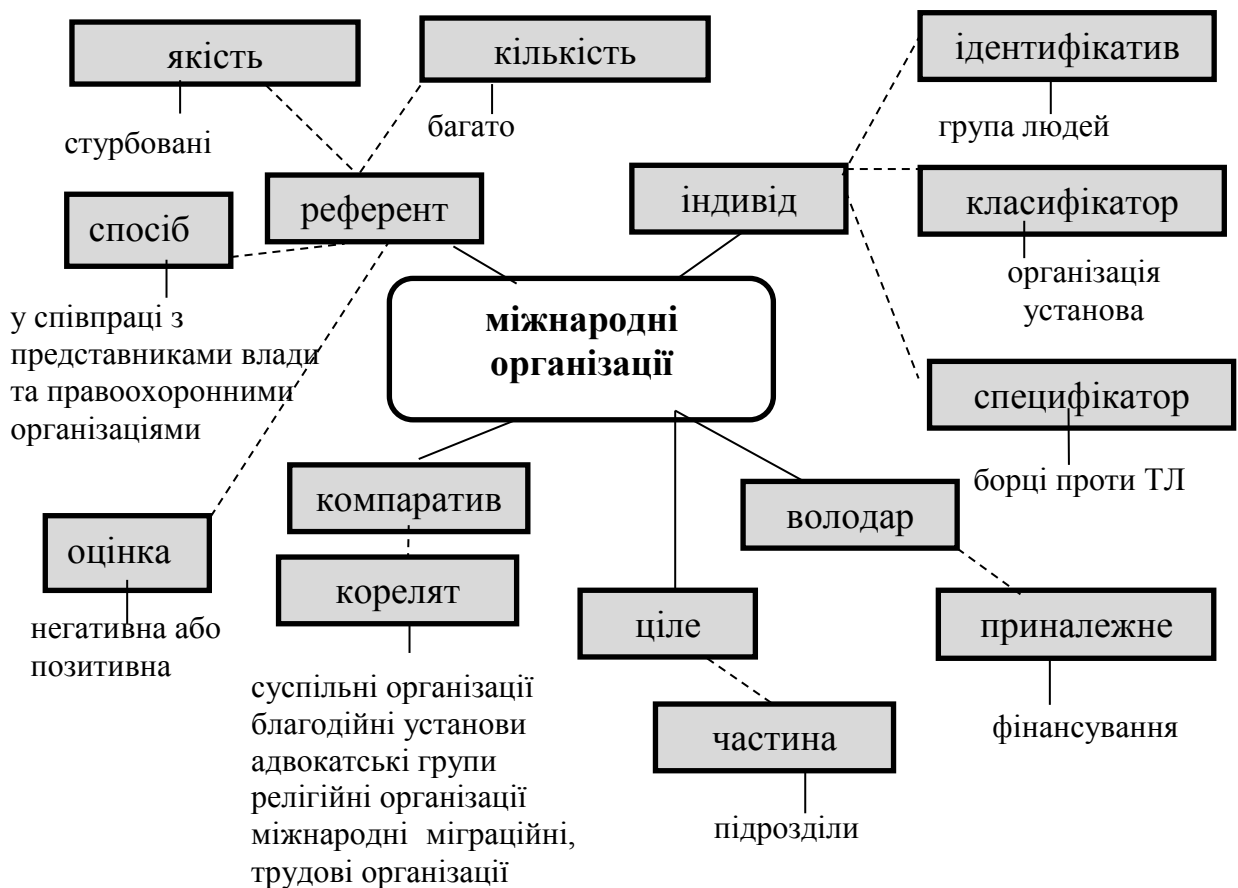 якість
кількість
ідентифікатив
стурбовані
багато
група людей
референт
індивід
класифікатор
спосіб
організація
установа
у співпраці з
представниками влади
та правоохоронними
організаціями
міжнародні
організації
специфікатор
борці проти ТЛ
компаратив
володар
оцінка
корелят
ціле
приналежне
негативна або
позитивна
суспільні організації
благодійні установи
адвокатські групи
релігійні організації
міжнародні міграційні,
трудові організації
частина
фінансування
підрозділи